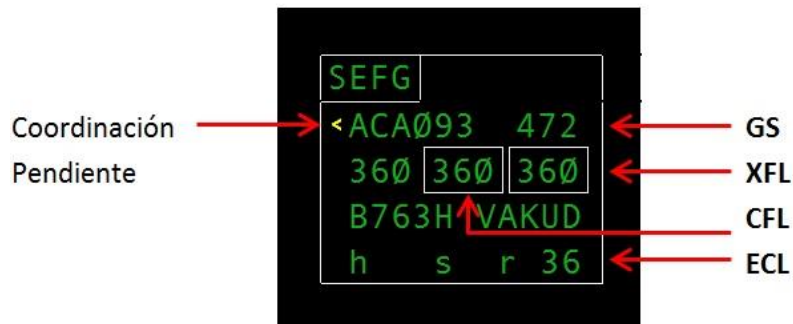 SEFG
Coordinación Pendiente
<ACAØ93 472
GS
36Ø 36Ø 36Ø
XFL
B763H VAKUD
CFL
h s r 36
ECL